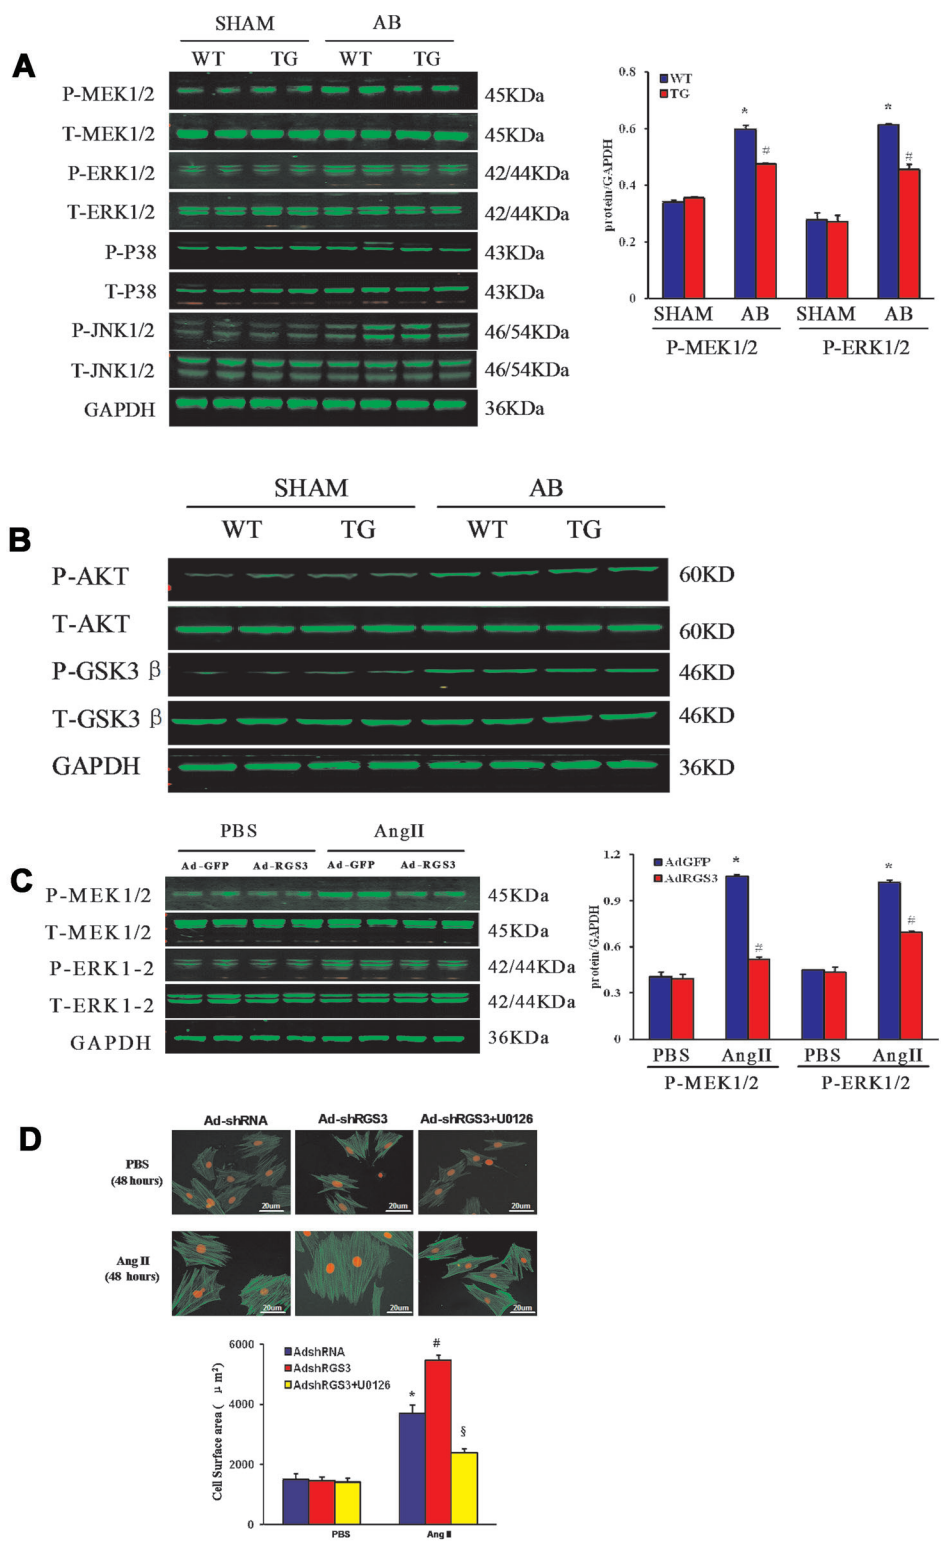 SHAM AB
WT TG WT TG
A
P-MEK1/2 45KDa
T-MEK1/2 45KDa
P-ERK1/2 42/44KDa
T-ERK1/2 42/44KDa
P-P38 43KDa
T-P38 43KDa
P-JNK1/2 46/54KDa
T-JNK1/2 46/54KDa
GAPDH 36KDa
protein/GAPDH
0.8
0.6
0.4
0.2
0
WT
TG
* # * #
SHAM AB SHAM AB
P-MEK1/2 P-ERK1/2
B
SHAM AB
WT TG WT TG
P-AKT 60KD
T-AKT 60KD
P-GSK3 β 46KD
T-GSK3 β 46KD
GAPDH 36KD
C
PBS AngII
Ad-GFP Ad-RGS3 Ad-GFP Ad-RGS3
P-MEK1/2 45KDa
T-MEK1/2 45KDa
P-ERK1-2 42/44KDa
T-ERK1-2 42/44KDa
GAPDH 36KDa
protein/GAPDH
1.2
0.9
0.6
0.3
0
AdGFP
AdRGS3
* # * #
PBS AngII PBS AngII
P-MEK1/2 P-ERK1/2
D
Ad-shRNA Ad-shRGS3 Ad-shRGS3+U0126
PBS
(48 hours)
20um 20um 20um
Ang II
(48 hours)
20um 20um 20um
Cell Surface area ( μm²)
6000
4000
2000
0
AdshRNA
AdshRGS3
AdshRGS3+U0126
* # §
PBS Ang II